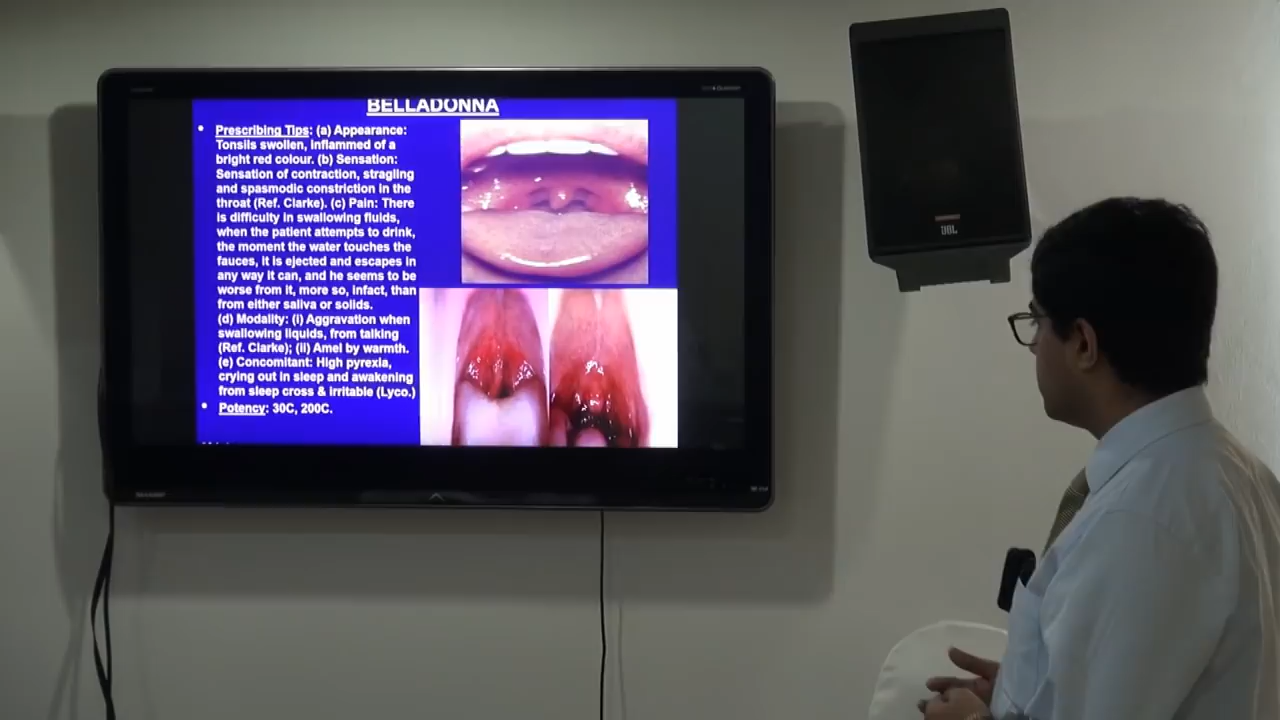 BELLADONNA
• Prescribing Tips: (a) Appearance:
Tonsils swollen, inflammed of a
bright red colour. (b) Sensation:
Sensation of contraction, stragling
and spasmodic constriction in the
throat (Ref. Clarke). (c) Pain: There
is difficulty in swallowing fluids,
when the patient attempts to drink,
the moment the water touches the
fauces, it is ejected and escapes in
any way it can, and he seems to be
worse from it, more so, infact, than
from either saliva or solids.
(d) Modality: (i) Aggravation when
swallowing liquids, from talking
(Ref. Clarke); (ii) Amel by warmth.
(e) Concomitant: High pyrexia,
crying out in sleep and awakening
from sleep cross & irritable (Lyco.)
• Potency: 30C, 200C.
JBL